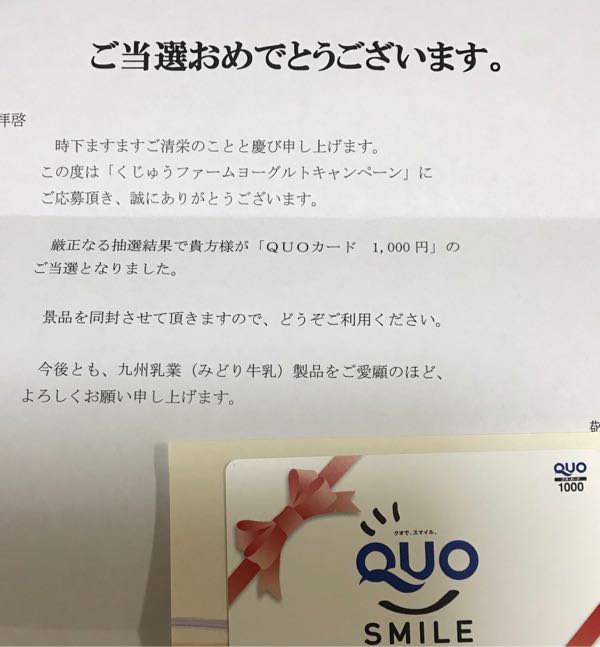 ご当選おめでとうございます。
拝啓
時下ますますご清栄のことと慶び申し上げます。
この度は「くじゅうファームヨーグルトキャンペーン」に
ご応募頂き、誠にありがとうございます。
厳正なる抽選結果で貴方様が「ＱＵＯカード　1,000円」の
ご当選となりました。
景品を同封させて頂きますので、どうぞご利用ください。
今後とも、九州乳業（みどり牛乳）製品をご愛顧のほど、
よろしくお願い申し上げます。
QUO
クオ・カード
1000
クオで、スマイル。
QUO
SMILE